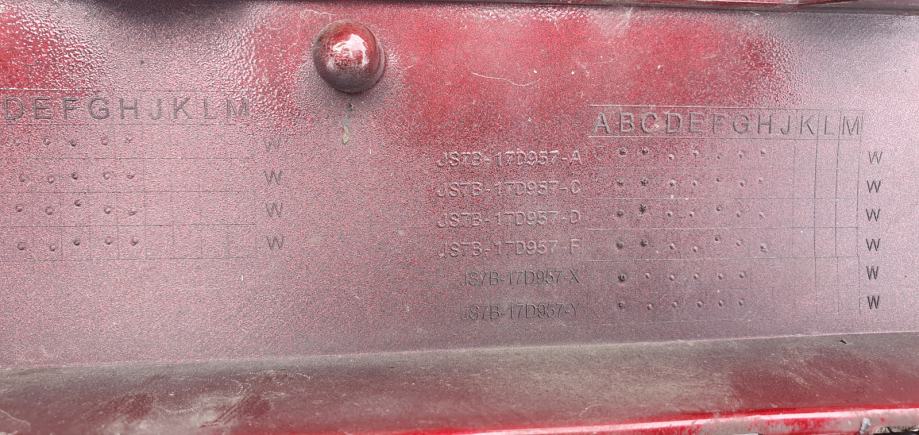 DEFGHJKLM
W
W
W
W
ABCDEFGHJKLM
JS7B-17D957-A W
JS7B-17D957-C W
JS7B-17D957-D W
JS7B-17D957-F W
JS7B-17D957-X W
JS7B-17D957-Y W